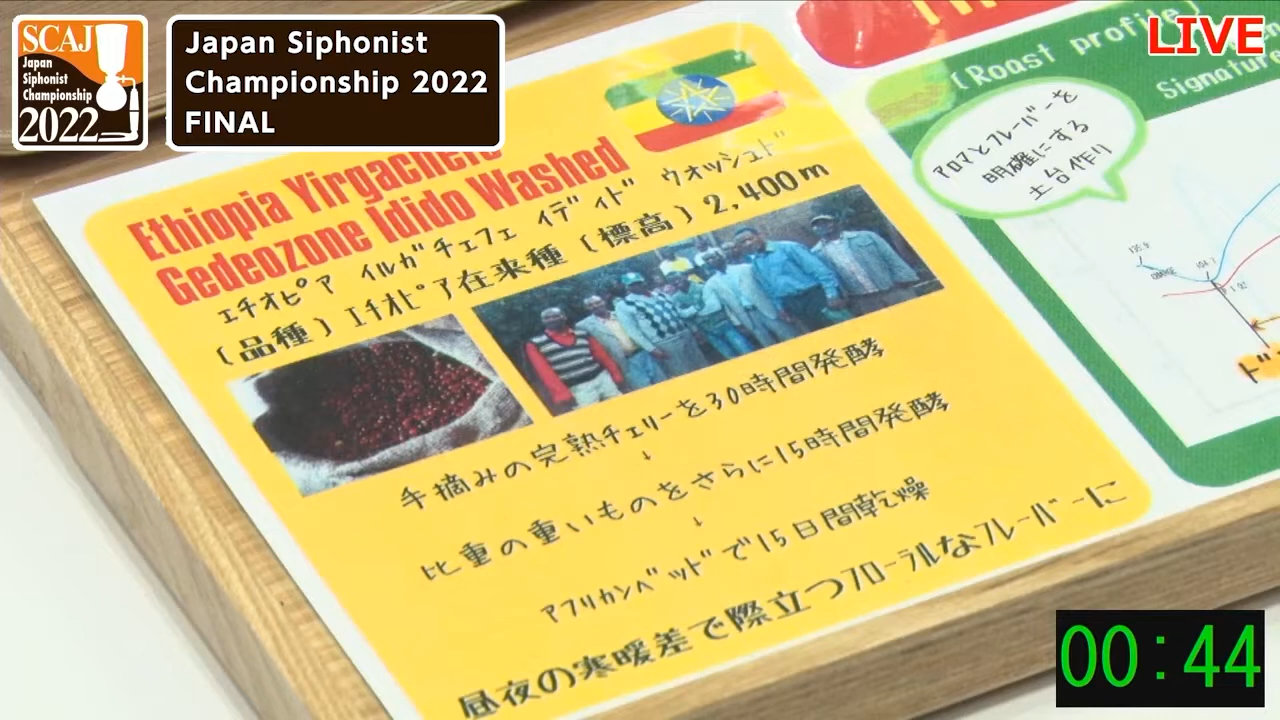 SCAJ
Japan
Siphonist
Championship
2022
Japan Siphonist
Championship 2022
FINAL
LIVE
Ethiopia Yirgacheffe
Gedeozone Idido Washed
エチオピア イルガチェフェ イディド ウォッシュド
(品種)エチオピア在来種(標高)2,400m
手摘みの完熟チェリーを30時間発酵
↓
比重の重いものをさらに15時間発酵
↓
アフリカンベッドで15日間乾燥
昼夜の寒暖差で際立つフローラルなフレーバーに
(Roast profile)
Signature
アロマとフレーバーを
明確にする
土台作り
00:44